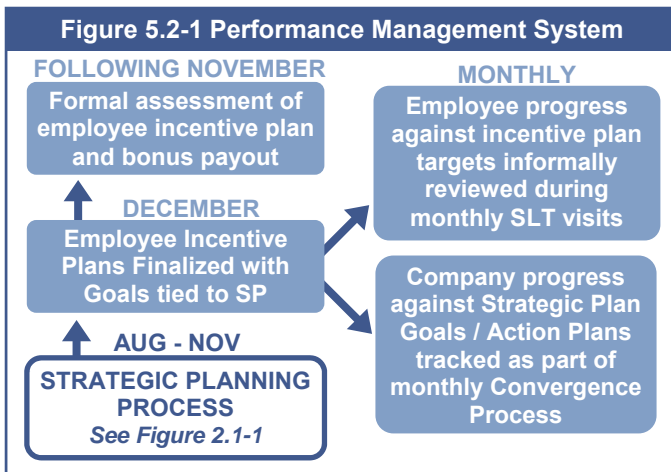 Figure 5.2-1 Performance Management System
FOLLOWING NOVEMBER
Formal assessment of
employee incentive plan
and bonus payout
DECEMBER
Employee Incentive
Plans Finalized with
Goals tied to SP
AUG - NOV
STRATEGIC PLANNING
PROCESS
See Figure 2.1-1
MONTHLY
Employee progress
against incentive plan
targets informally
reviewed during
monthly SLT visits
Company progress
against Strategic Plan
Goals / Action Plans
tracked as part of
monthly Convergence
Process